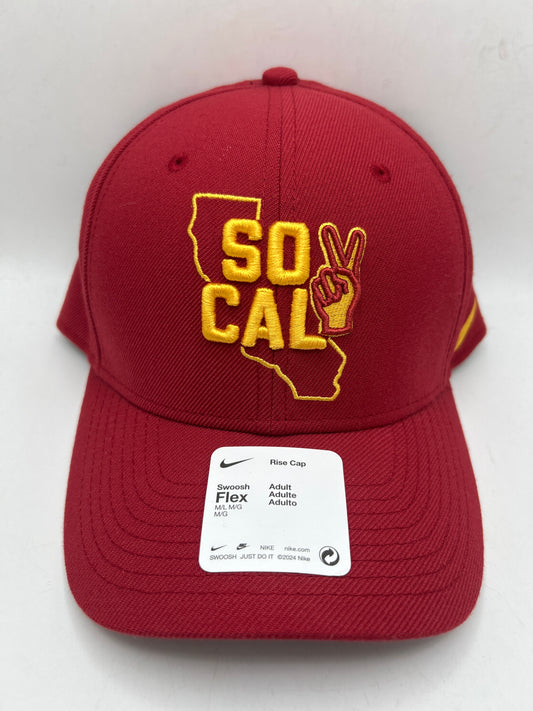 SO
CAL
Rise Cap
Swoosh
Flex
M/L M/G
M/G
Adult
Adulte
Adulto
NIKE nike.com
SWOOSH JUST DO IT ©2024 Nike